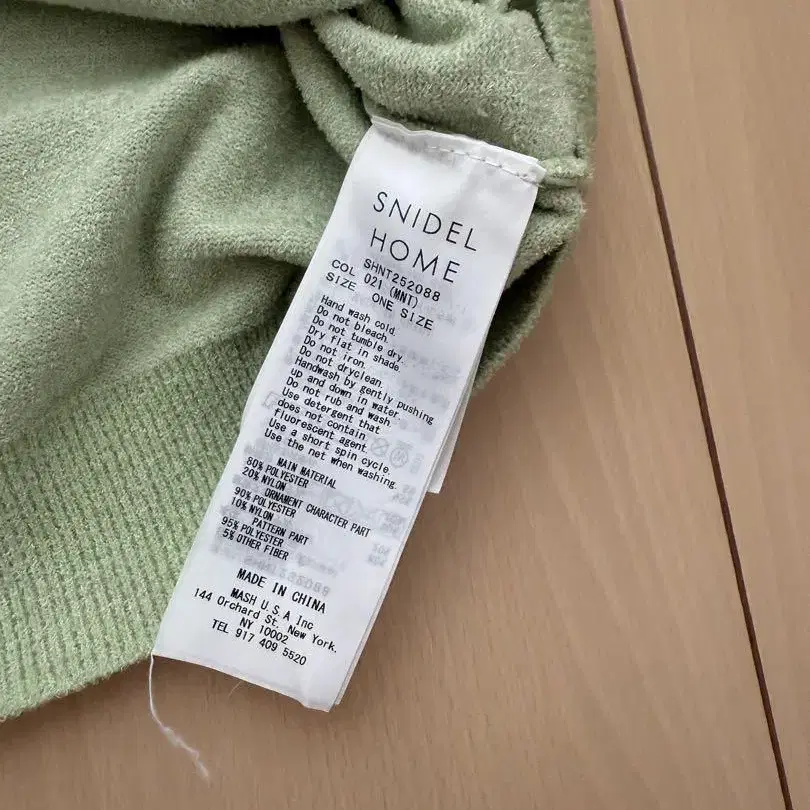 SNIDEL
HOME
SHNT252088
COL 021 (MNT)
SIZE ONE SIZE
Hand wash cold.
Do not bleach.
Do not tumble dry.
Dry flat in shade.
Do not iron.
Do not dryclean.
Handwash by gently pushing
up and down in water.
Do not rub and wash.
Use detergent that
does not contain
fluorescent agent.
Use a short spin cycle.
Use the net when washing.
MAIN MATERIAL
80% POLYESTER
20% NYLON
ORNAMENT CHARACTER PART
90% POLYESTER
10% NYLON
PATTERN PART
95% POLYESTER
5% OTHER FIBER
MADE IN CHINA
MASH U.S.A Inc
144 Orchard St. New York.
NY 10002
TEL 917 409 5520